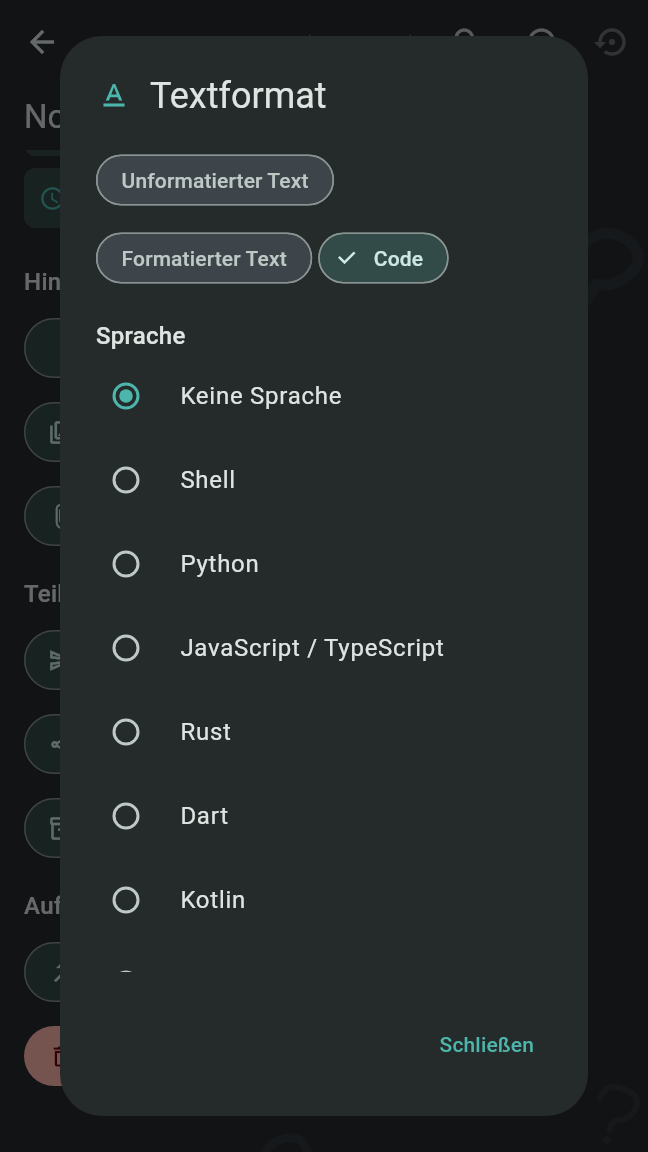 Textformat
Unformatierter Text
Formatierter Text
Code
Sprache
Keine Sprache
Shell
Python
JavaScript / TypeScript
Rust
Dart
Kotlin
Schließen